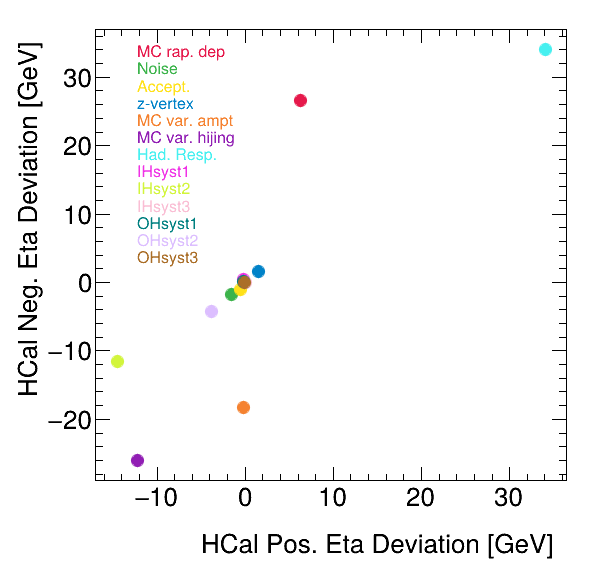 HCal Neg. Eta Deviation [GeV]
30
20
10
0
−10
−20
MC rap. dep
Noise
Accept.
z-vertex
MC var. ampt
MC var. hijing
Had. Resp.
IHsyst1
IHsyst2
IHsyst3
OHsyst1
OHsyst2
OHsyst3
−10 0 10 20 30
HCal Pos. Eta Deviation [GeV]